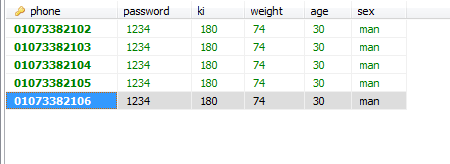 phone password ki weight age sex
01073382102 1234 180 74 30 man
01073382103 1234 180 74 30 man
01073382104 1234 180 74 30 man
01073382105 1234 180 74 30 man
01073382106 1234 180 74 30 man